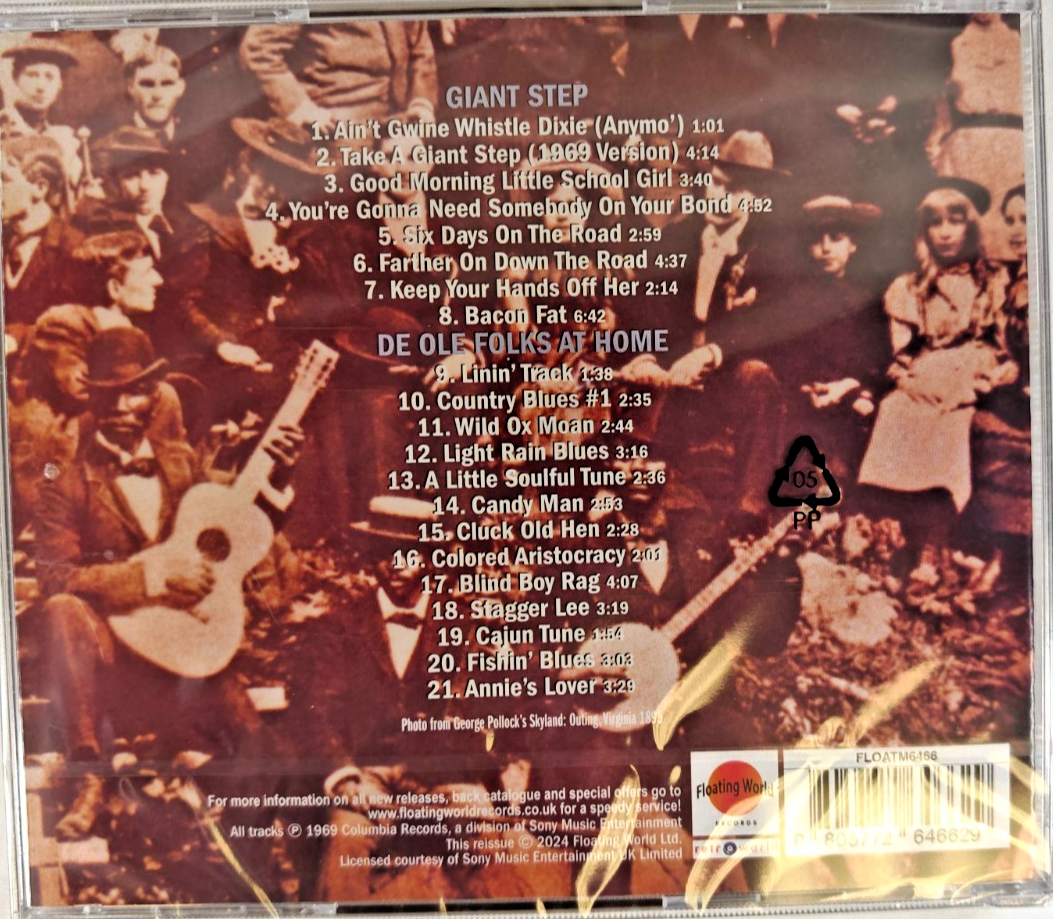 GIANT STEP
1. Ain't Gwine Whistle Dixie (Anymo') 1:01
2. Take A Giant Step (1969 Version) 4:14
3. Good Morning Little School Girl 3:40
4. You're Gonna Need Somebody On Your Bond 4:52
5. Six Days On The Road 2:59
6. Farther On Down The Road 4:37
7. Keep Your Hands Off Her 2:14
8. Bacon Fat 6:42
DE OLE FOLKS AT HOME
9. Linin' Track 1:38
10. Country Blues #1 2:35
11. Wild Ox Moan 2:44
12. Light Rain Blues 3:16
13. A Little Soulful Tune 2:36
14. Candy Man 2:53
15. Cluck Old Hen 2:28
16. Colored Aristocracy 2:01
17. Blind Boy Rag 4:07
18. Stagger Lee 3:19
19. Cajun Tune 1:54
20. Fishin' Blues 3:03
21. Annie's Lover 3:29
05
PP
Photo from George Pollock's Skyland: Outing, Virginia
For more information on all new releases, back catalogue and special offers go to
www.floatingworldrecords.co.uk for a speedy service!
All tracks ℗ 1969 Columbia Records, a division of Sony Music Entertainment
This reissue © 2024 Floating World Ltd.
Licensed courtesy of Sony Music Entertainment UK Limited
Floating World
RECORDS
retroworld
FLOATM6466
0 805772 646629